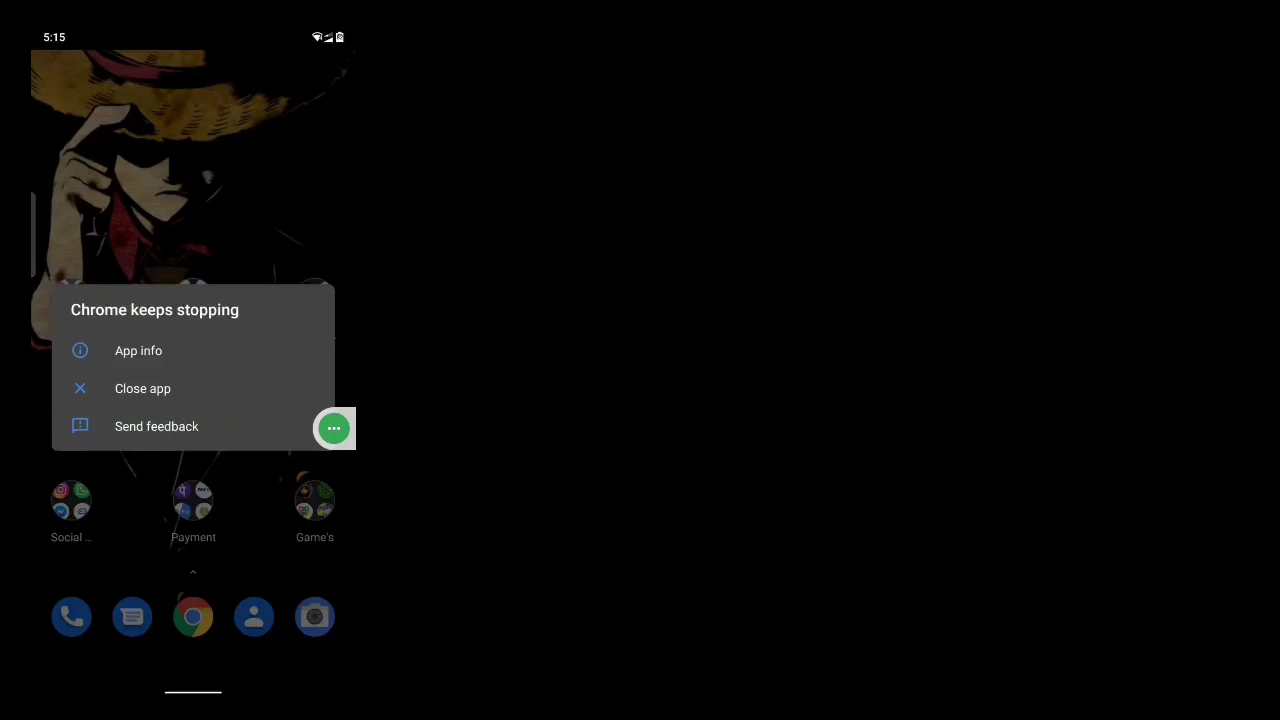 5:15
Chrome keeps stopping
App info
Close app
Send feedback
Social ...
Payment
Game's